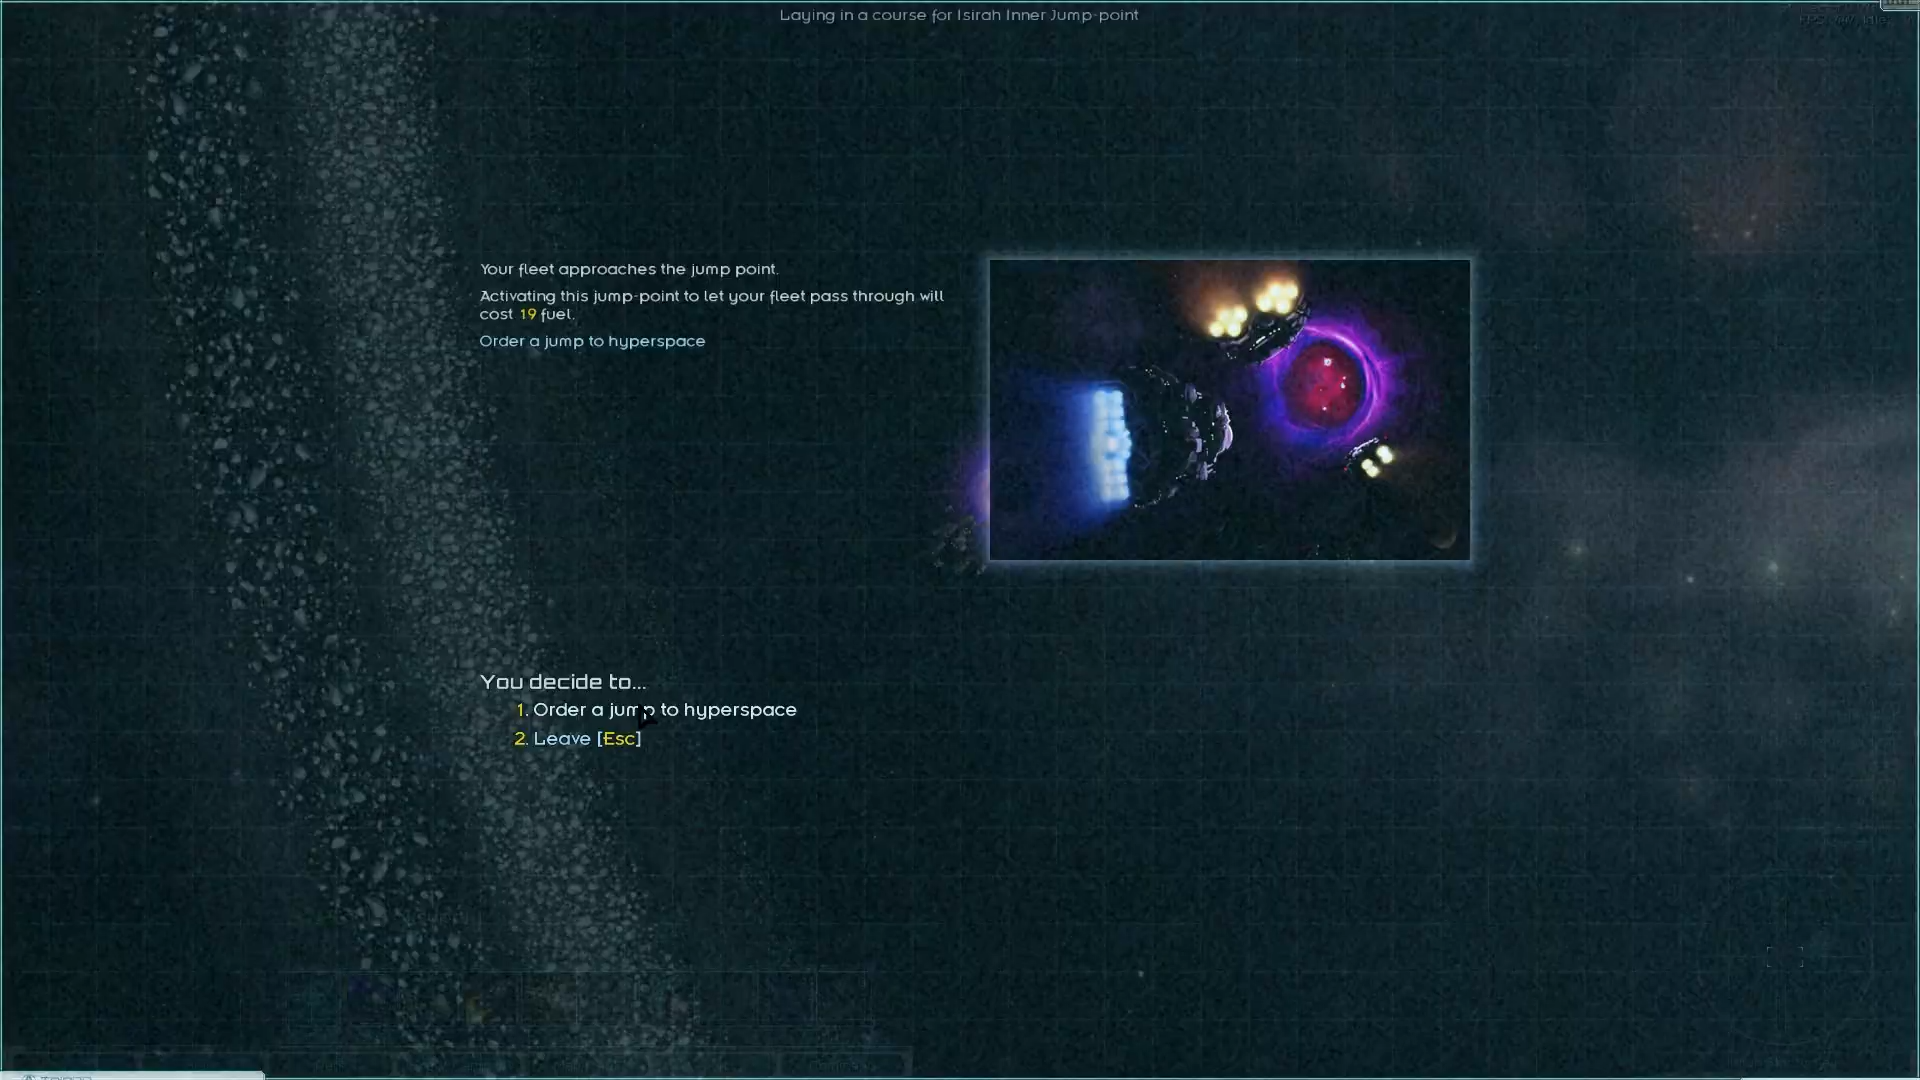 Laying in a course for Isirah Inner Jump-point
Your fleet approaches the jump point.
Activating this jump-point to let your fleet pass through will
cost 19 fuel.
Order a jump to hyperspace
You decide to...
1. Order a jump to hyperspace
2. Leave [Esc]